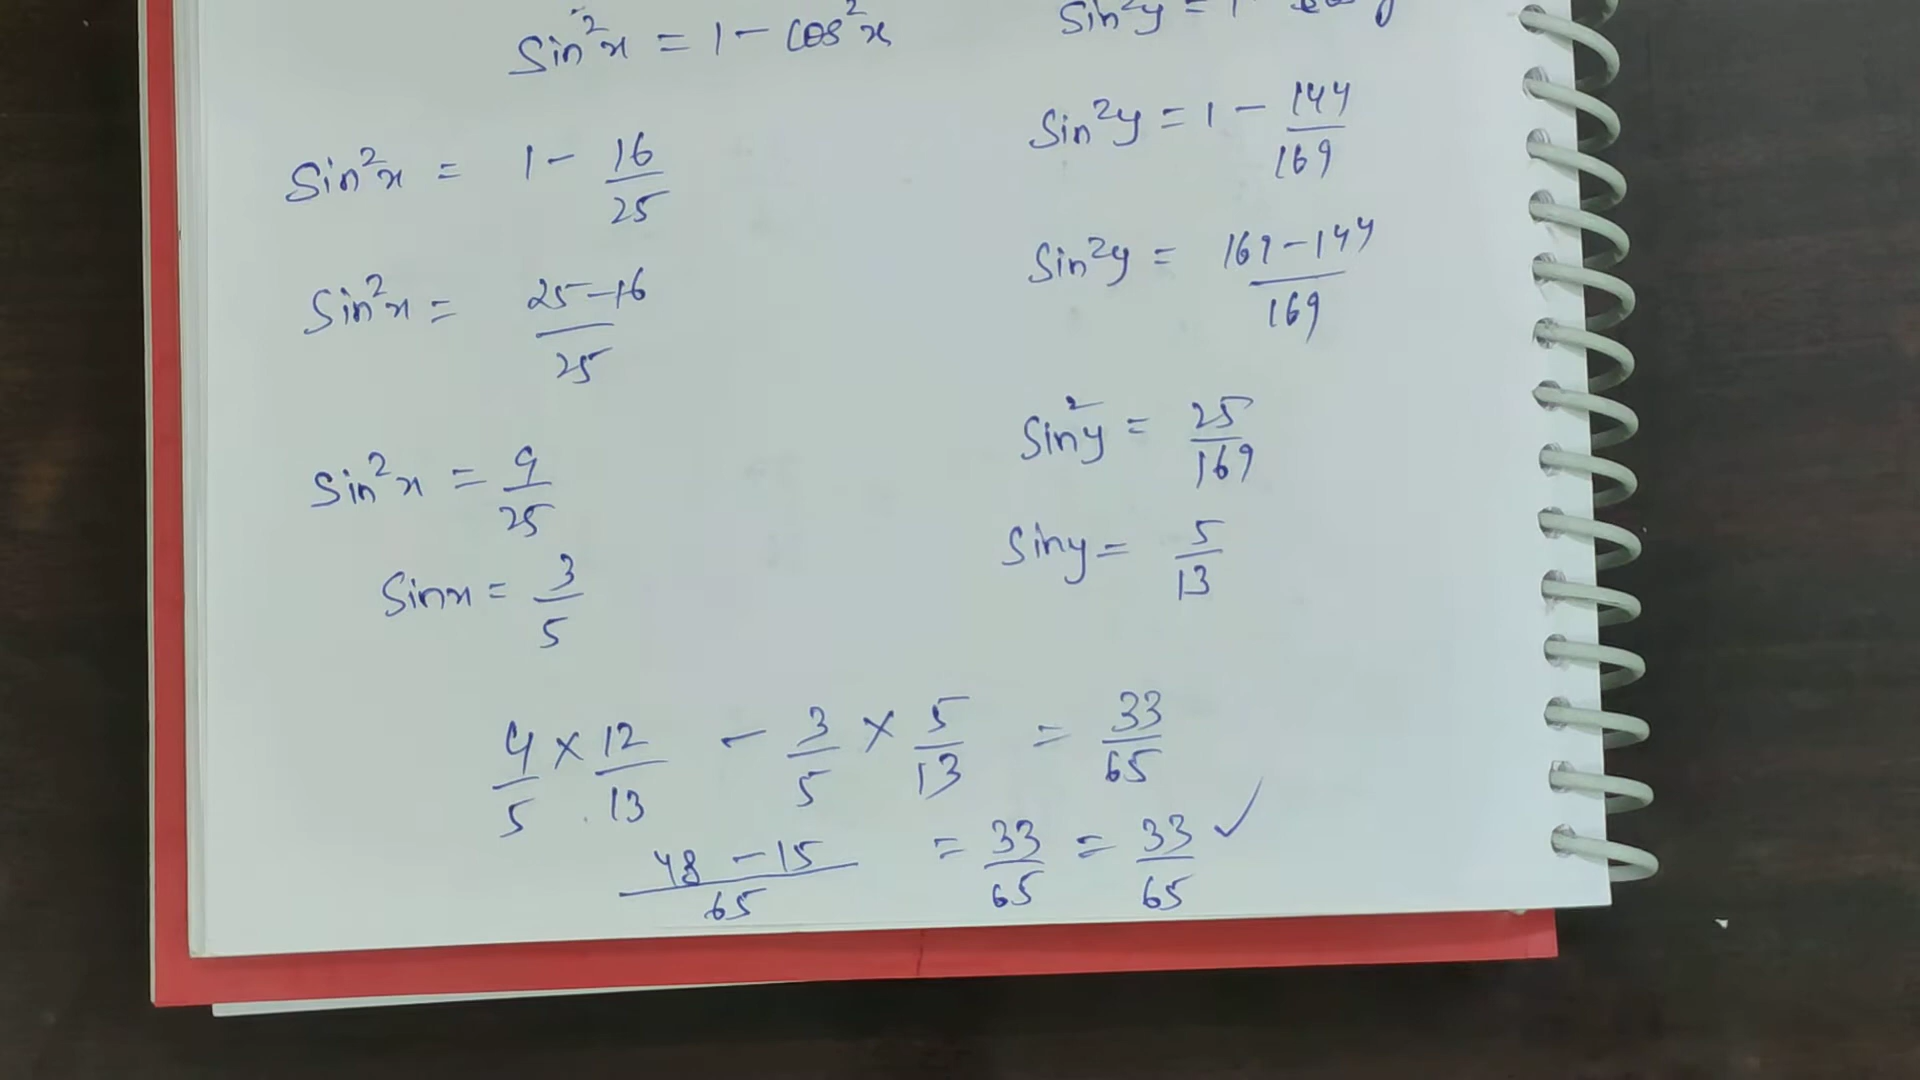 Sin²x = 1 - cos²x
Sin²y = 1
Sin²x = 1 - 16/25
Sin²x = 25-16/25
Sin²x = 9/25
Sinx = 3/5
Sin²y = 1 - 144/169
Sin²y = 169-144/169
Sin²y = 25/169
Siny = 5/13
4/5 × 12/13 - 3/5 × 5/13 = 33/65
48-15/65 = 33/65 = 33/65 ✓